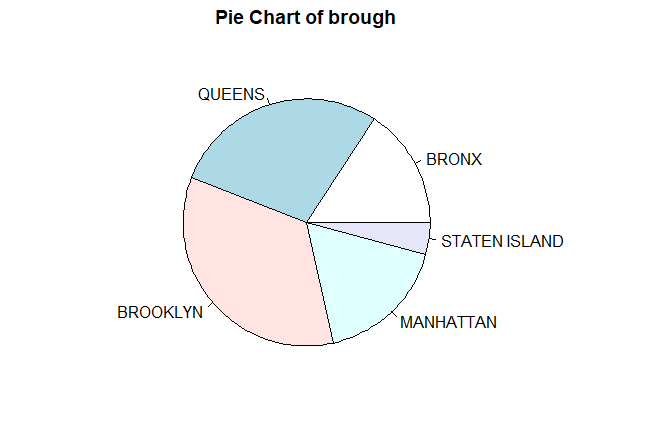 Pie Chart of brough
QUEENS
BRONX
STATEN ISLAND
BROOKLYN
MANHATTAN